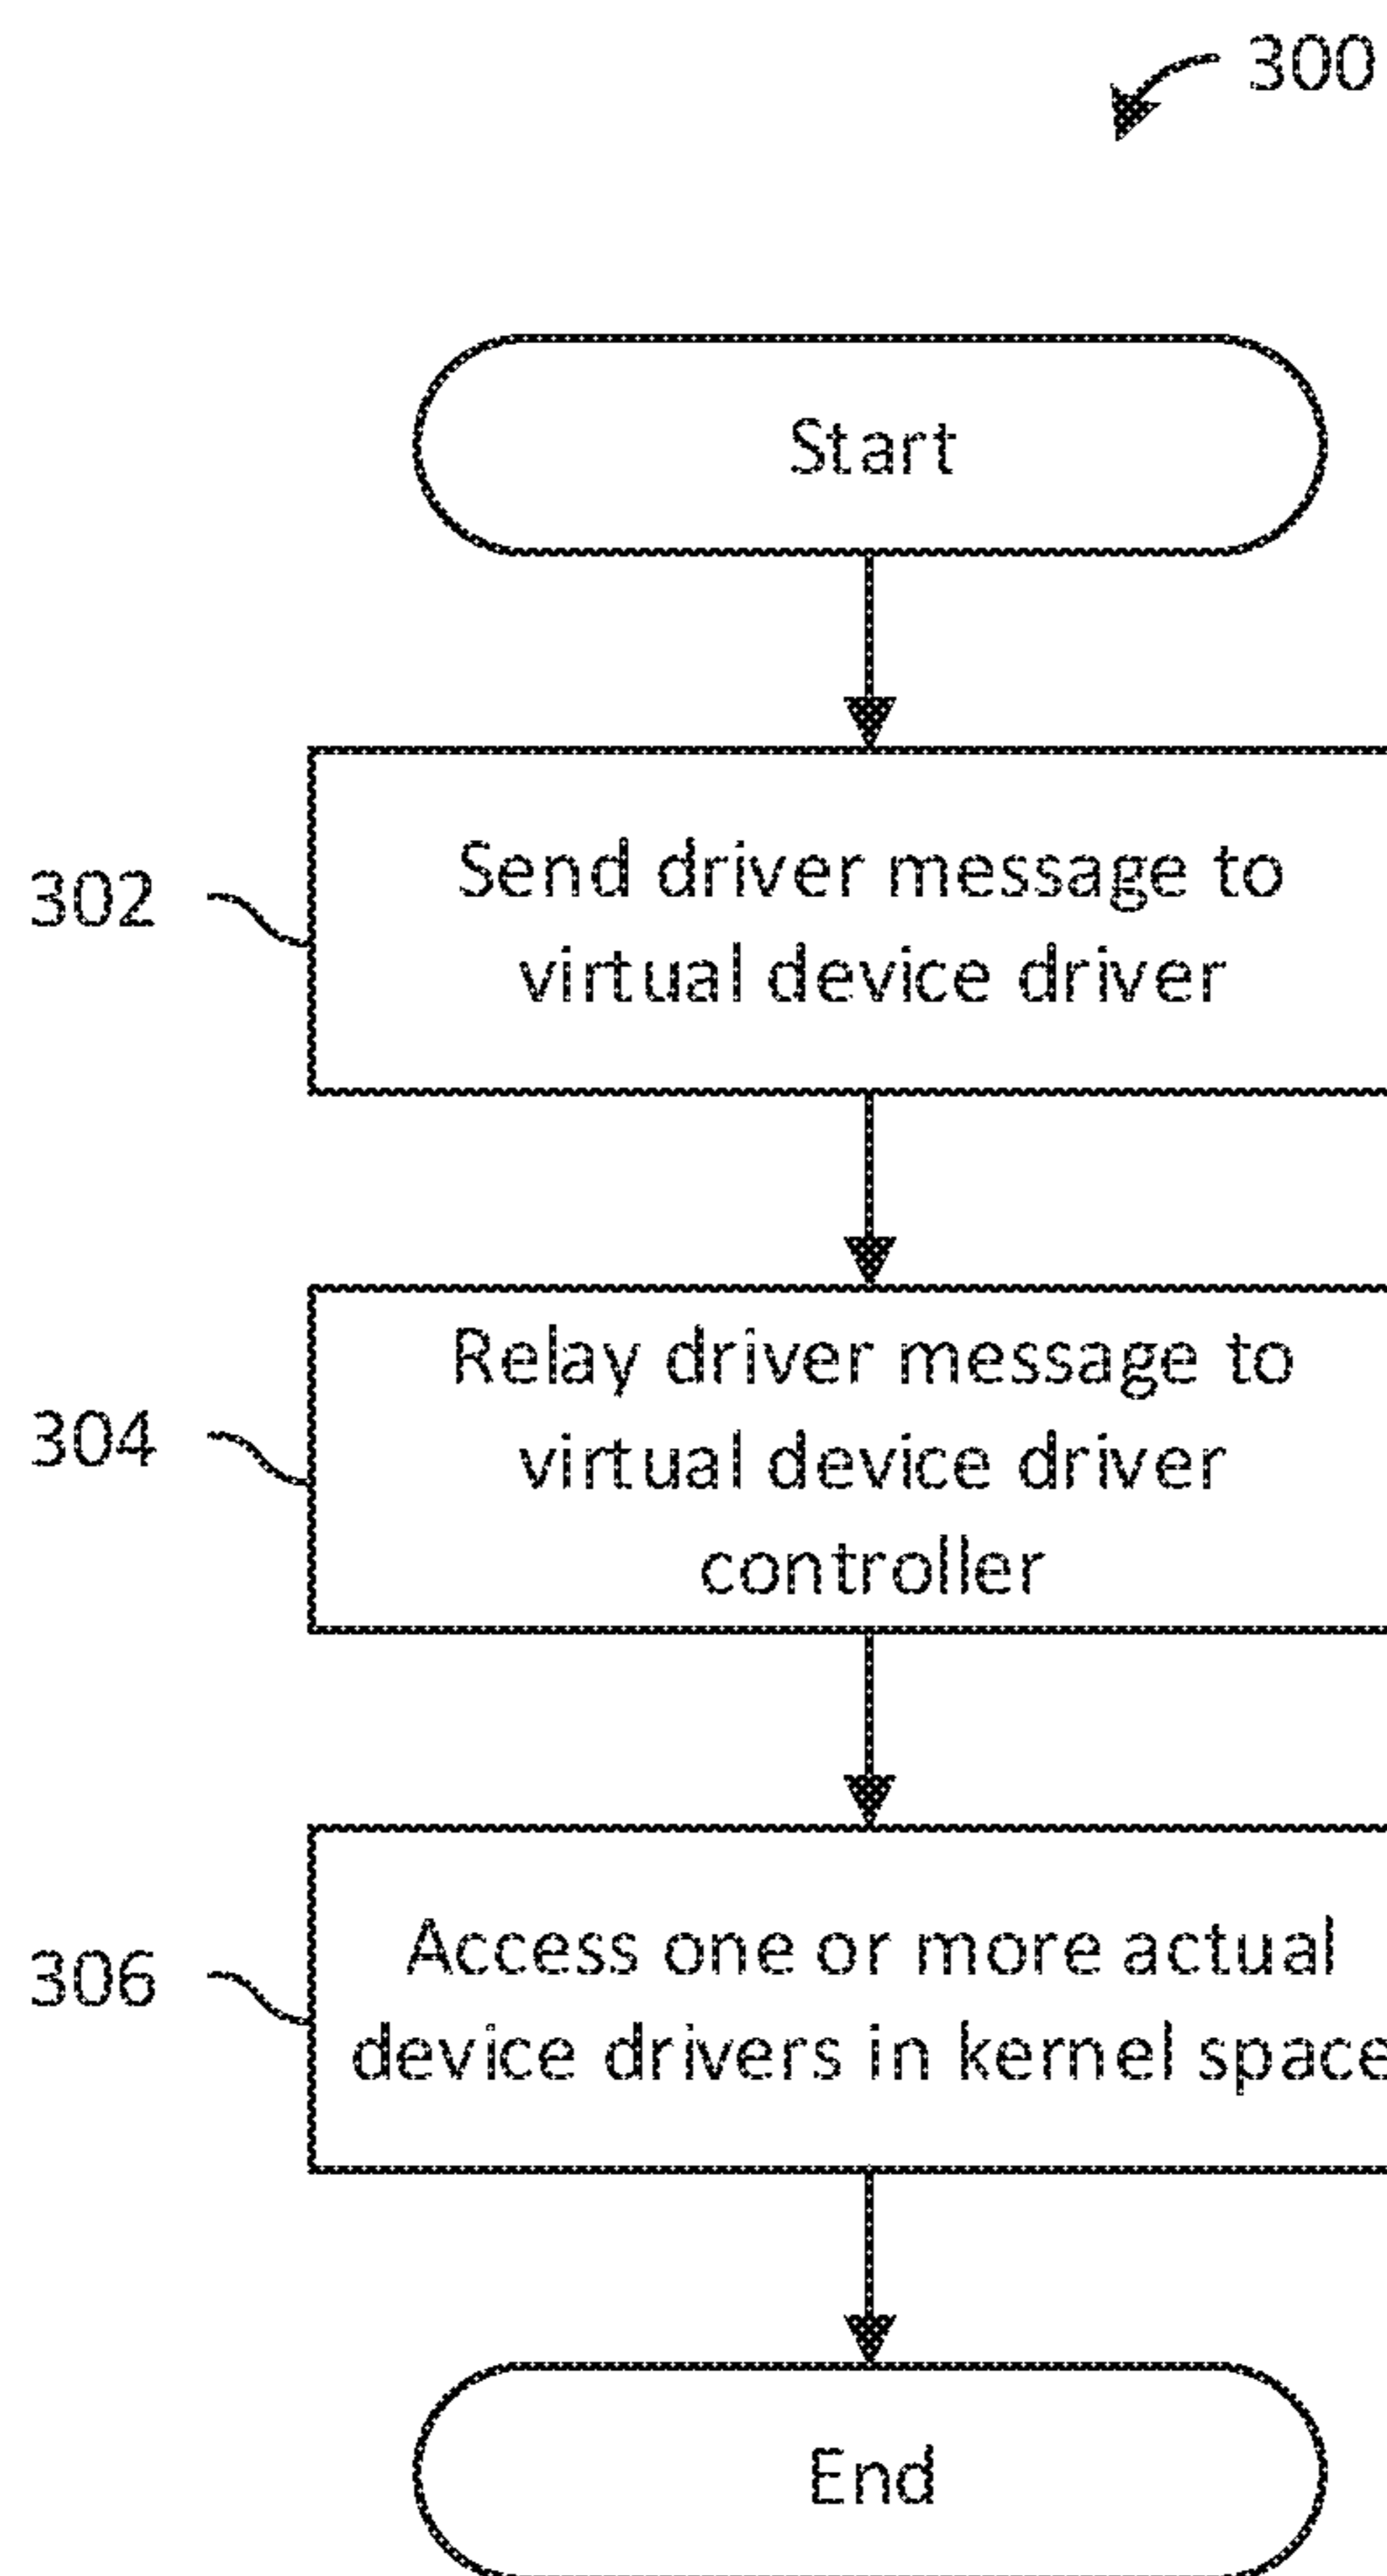 300
Start
302
Send driver message to
virtual device driver
304
Relay driver message to
virtual device driver
controller
306
Access one or more actual
device drivers in kernel space
End